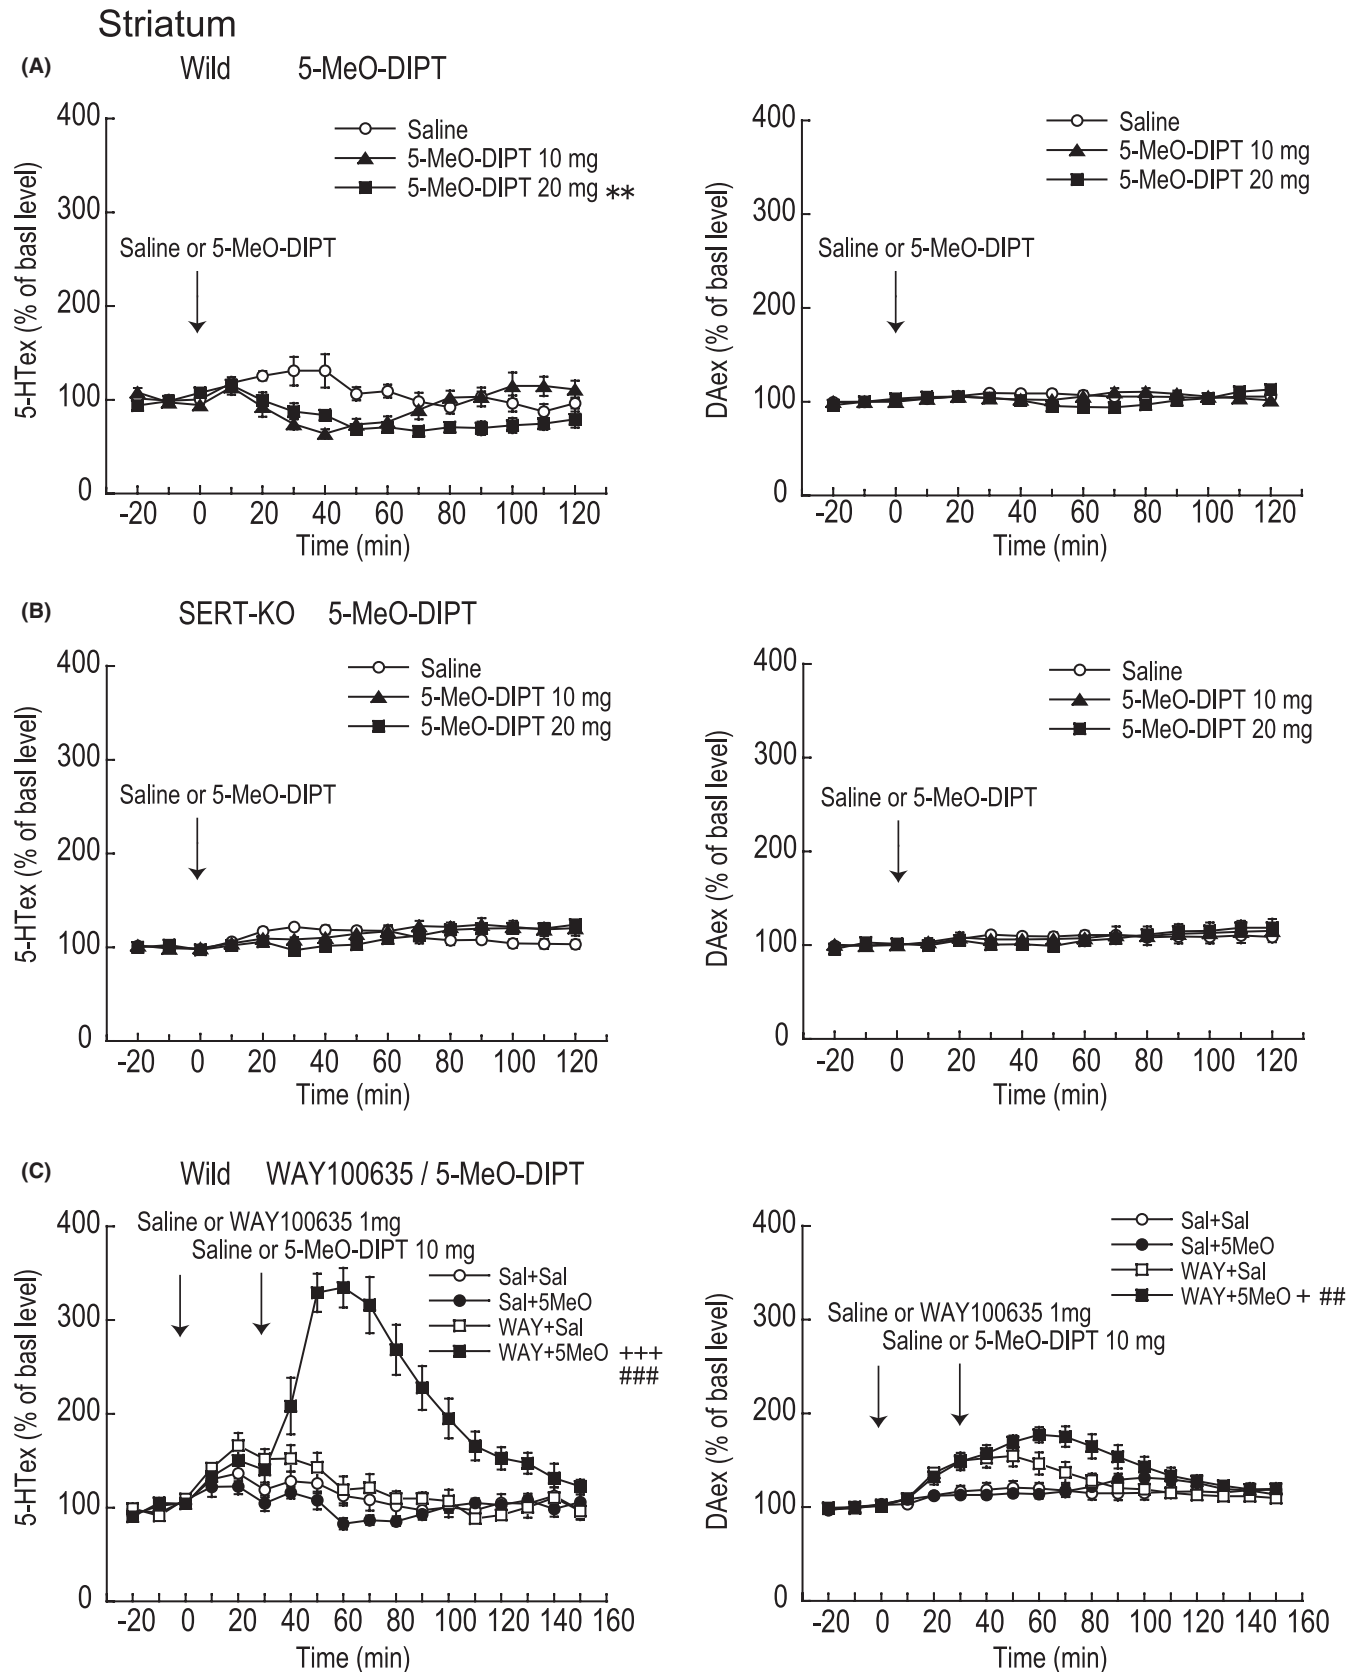 Striatum
(A) Wild 5-MeO-DIPT
400
300
200
100
0
5-HTex (% of basl level)
Saline
5-MeO-DIPT 10 mg
5-MeO-DIPT 20 mg **
Saline or 5-MeO-DIPT
-20 0 20 40 60 80 100 120
Time (min)
400
300
200
100
0
DAex (% of basl level)
Saline
5-MeO-DIPT 10 mg
5-MeO-DIPT 20 mg
Saline or 5-MeO-DIPT
-20 0 20 40 60 80 100 120
Time (min)
(B) SERT-KO 5-MeO-DIPT
400
300
200
100
0
5-HTex (% of basl level)
Saline
5-MeO-DIPT 10 mg
5-MeO-DIPT 20 mg
Saline or 5-MeO-DIPT
-20 0 20 40 60 80 100 120
Time (min)
400
300
200
100
0
DAex (% of basl level)
Saline
5-MeO-DIPT 10 mg
5-MeO-DIPT 20 mg
Saline or 5-MeO-DIPT
-20 0 20 40 60 80 100 120
Time (min)
(C) Wild WAY100635 / 5-MeO-DIPT
400
300
200
100
0
5-HTex (% of basl level)
Saline or WAY100635 1mg
Saline or 5-MeO-DIPT 10 mg
Sal+Sal
Sal+5MeO
WAY+Sal
WAY+5MeO +++
###
-20 0 20 40 60 80 100 120 140 160
Time (min)
400
300
200
100
0
DAex (% of basl level)
Sal+Sal
Sal+5MeO
WAY+Sal
WAY+5MeO + ##
Saline or WAY100635 1mg
Saline or 5-MeO-DIPT 10 mg
-20 0 20 40 60 80 100 120 140 160
Time (min)